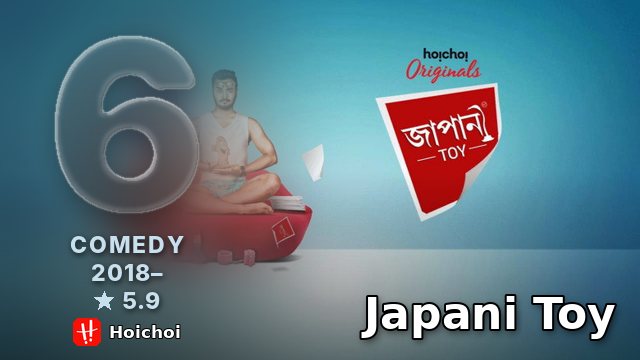 6
COMEDY
2018–
★ 5.9
Hoichoi
hoichoi
Originals
জাপানী
TOY
Japani Toy